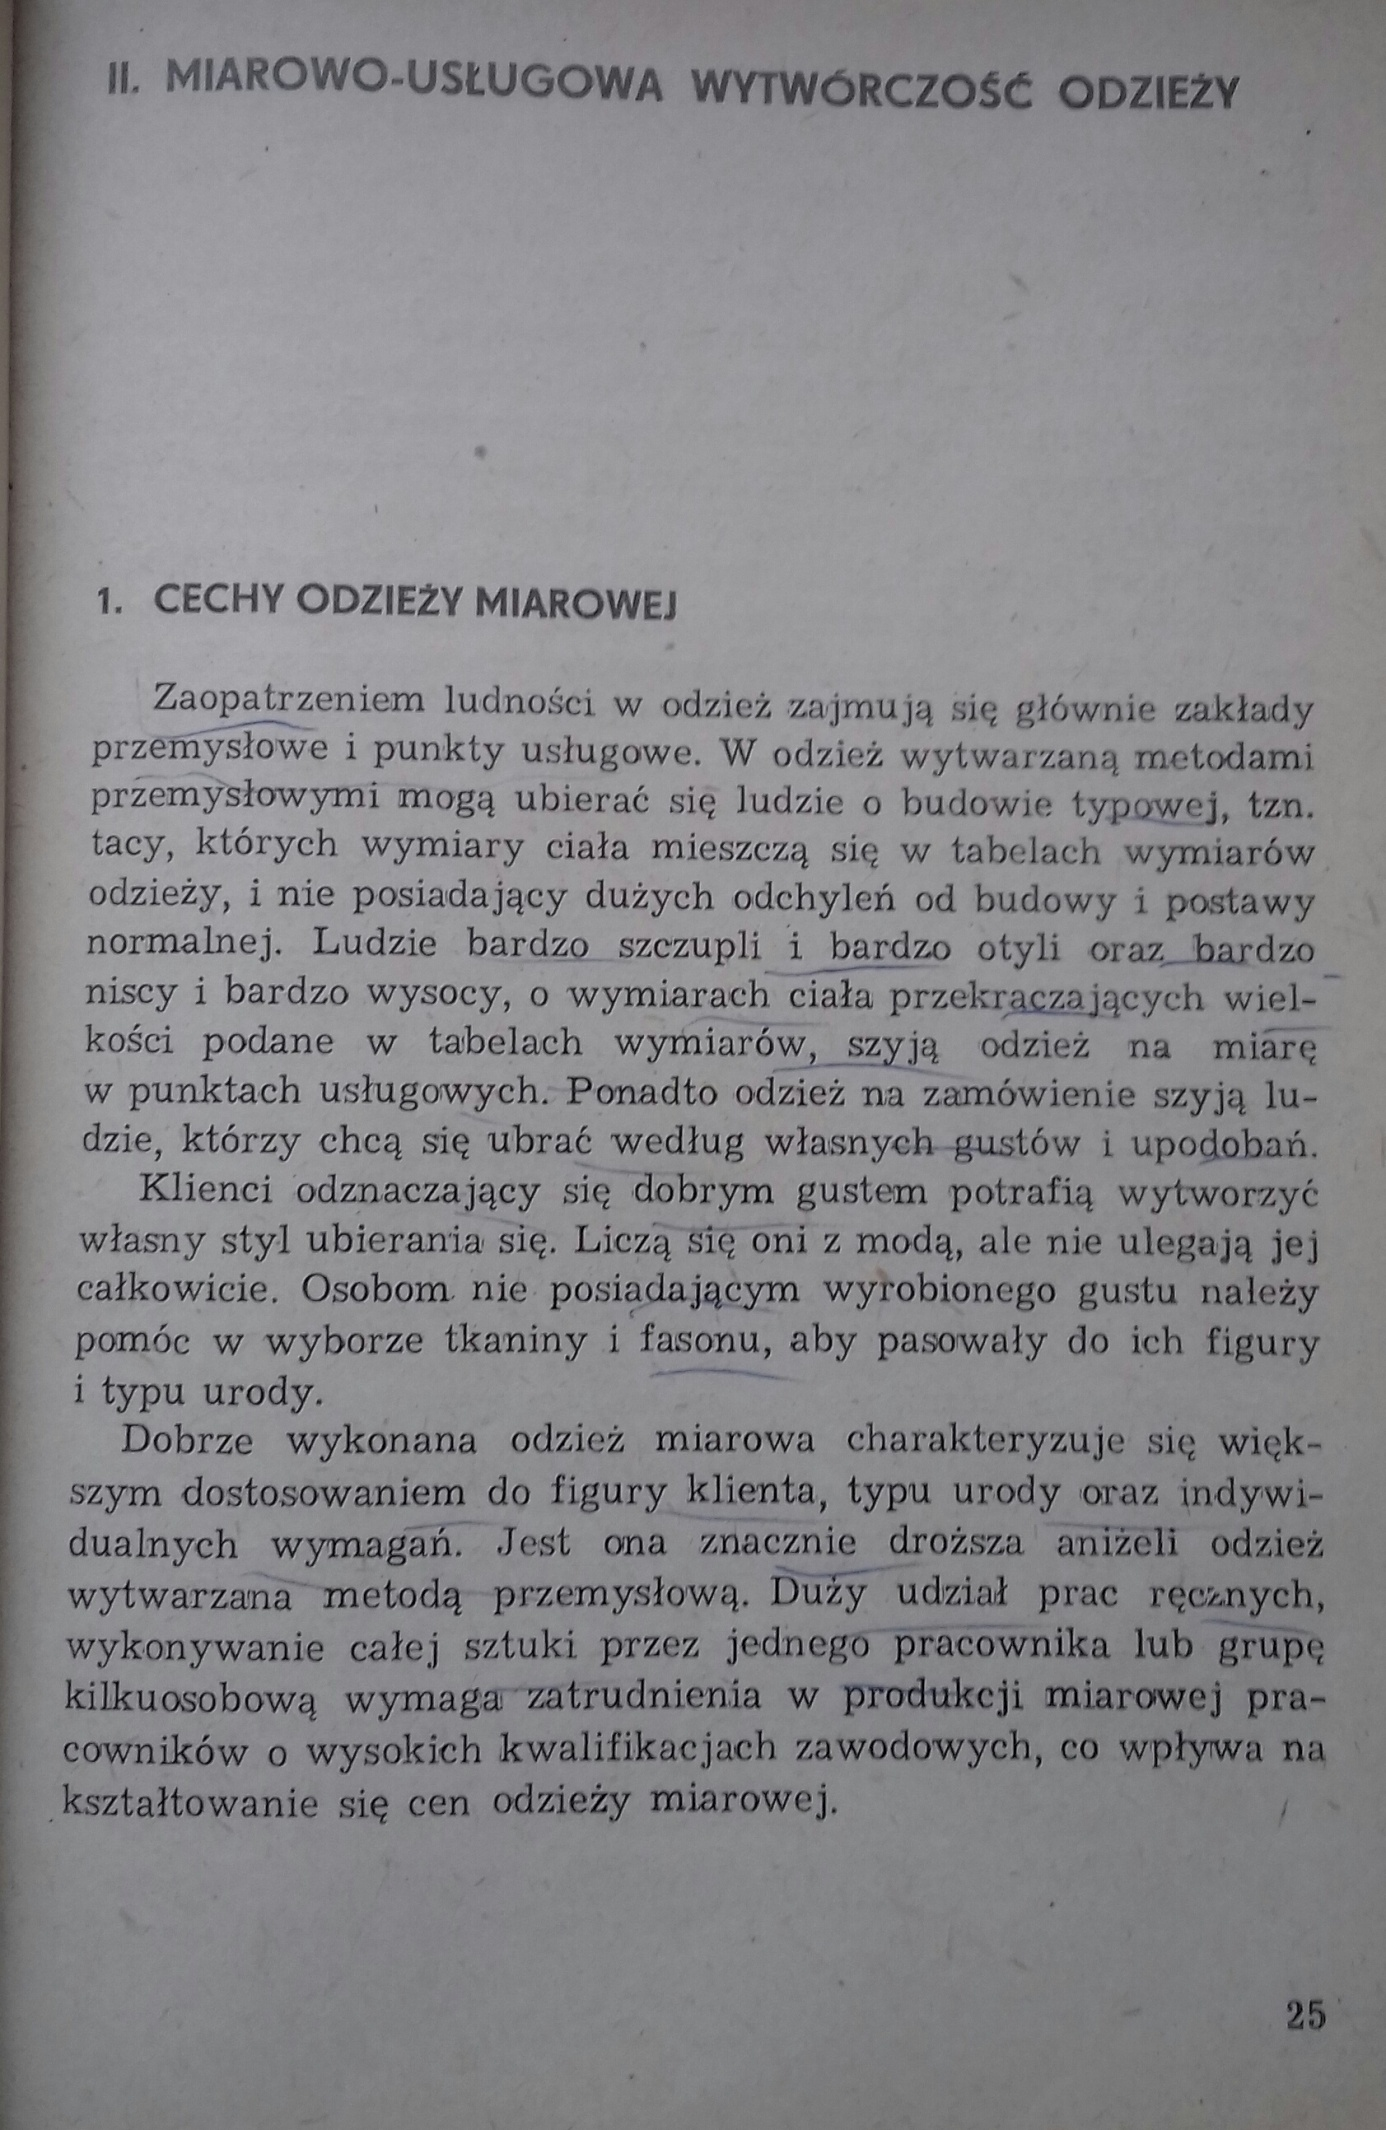 II. MIAROWO-USŁUGOWA WYTWÓRCZOŚĆ ODZIEŻY
1. CECHY ODZIEŻY MIAROWEJ
Zaopatrzeniem ludności w odzież zajmują się głównie zakłady
przemysłowe i punkty usługowe. W odzież wytwarzaną metodami
przemysłowymi mogą ubierać się ludzie o budowie typowej, tzn.
tacy, których wymiary ciała mieszczą się w tabelach wymiarów
odzieży, i nie posiadający dużych odchyleń od budowy i postawy
normalnej. Ludzie bardzo szczupli i bardzo otyli oraz bardzo
niscy i bardzo wysocy, o wymiarach ciała przekraczających wiel-
kości podane w tabelach wymiarów, szyją odzież na miarę
w punktach usługowych. Ponadto odzież na zamówienie szyją lu-
dzie, którzy chcą się ubrać według własnych gustów i upodobań.
Klienci odznaczający się dobrym gustem potrafią wytworzyć
własny styl ubierania się. Liczą się oni z modą, ale nie ulegają jej
całkowicie. Osobom nie posiadającym wyrobionego gustu należy
pomóc w wyborze tkaniny i fasonu, aby pasowały do ich figury
i typu urody.
Dobrze wykonana odzież miarowa charakteryzuje się więk-
szym dostosowaniem do figury klienta, typu urody oraz indywi-
dualnych wymagań. Jest ona znacznie droższa aniżeli odzież
wytwarzana metodą przemysłową. Duży udział prac ręcznych,
wykonywanie całej sztuki przez jednego pracownika lub grupę
kilkuosobową wymaga zatrudnienia w produkcji miarowej pra-
cowników o wysokich kwalifikacjach zawodowych, co wpływa na
kształtowanie się cen odzieży miarowej.
25